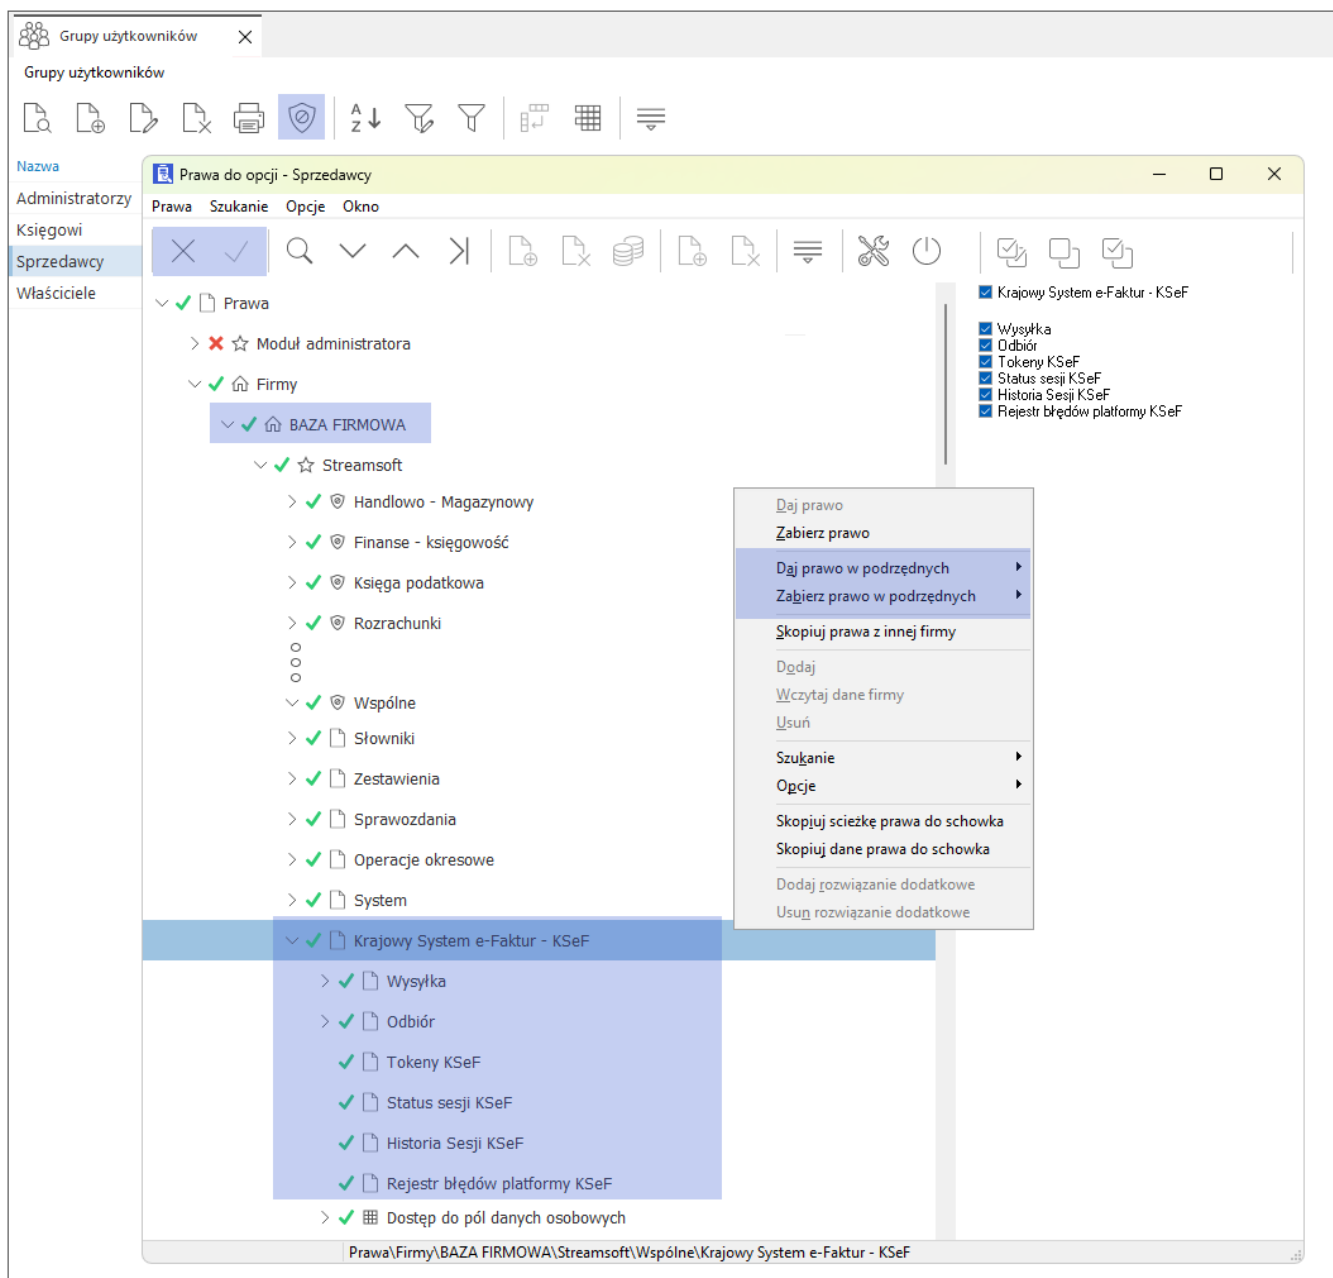 Grupy użytkowników
Grupy użytkowników
Nazwa
Administratorzy
Księgowi
Sprzedawcy
Właściciele
Prawa do opcji - Sprzedawcy
Prawa Szukanie Opcje Okno
Prawa
Moduł administratora
Firmy
BAZA FIRMOWA
Streamsoft
Handlowo - Magazynowy
Finanse - księgowość
Księga podatkowa
Rozrachunki
Wspólne
Słowniki
Zestawienia
Sprawozdania
Operacje okresowe
System
Krajowy System e-Faktur - KSeF
Wysyłka
Odbiór
Tokeny KSeF
Status sesji KSeF
Historia Sesji KSeF
Rejestr błędów platformy KSeF
Dostęp do pól danych osobowych
Krajowy System e-Faktur - KSeF
Wysyłka
Odbiór
Tokeny KSeF
Status sesji KSeF
Historia Sesji KSeF
Rejestr błędów platformy KSeF
Daj prawo
Zabierz prawo
Daj prawo w podrzędnych
Zabierz prawo w podrzędnych
Skopiuj prawa z innej firmy
Dodaj
Wczytaj dane firmy
Usuń
Szukanie
Opcje
Skopiuj scieżkę prawa do schowka
Skopiuj dane prawa do schowka
Dodaj rozwiązanie dodatkowe
Usun rozwiązanie dodatkowe
Prawa\Firmy\BAZA FIRMOWA\Streamsoft\Wspólne\Krajowy System e-Faktur - KSeF